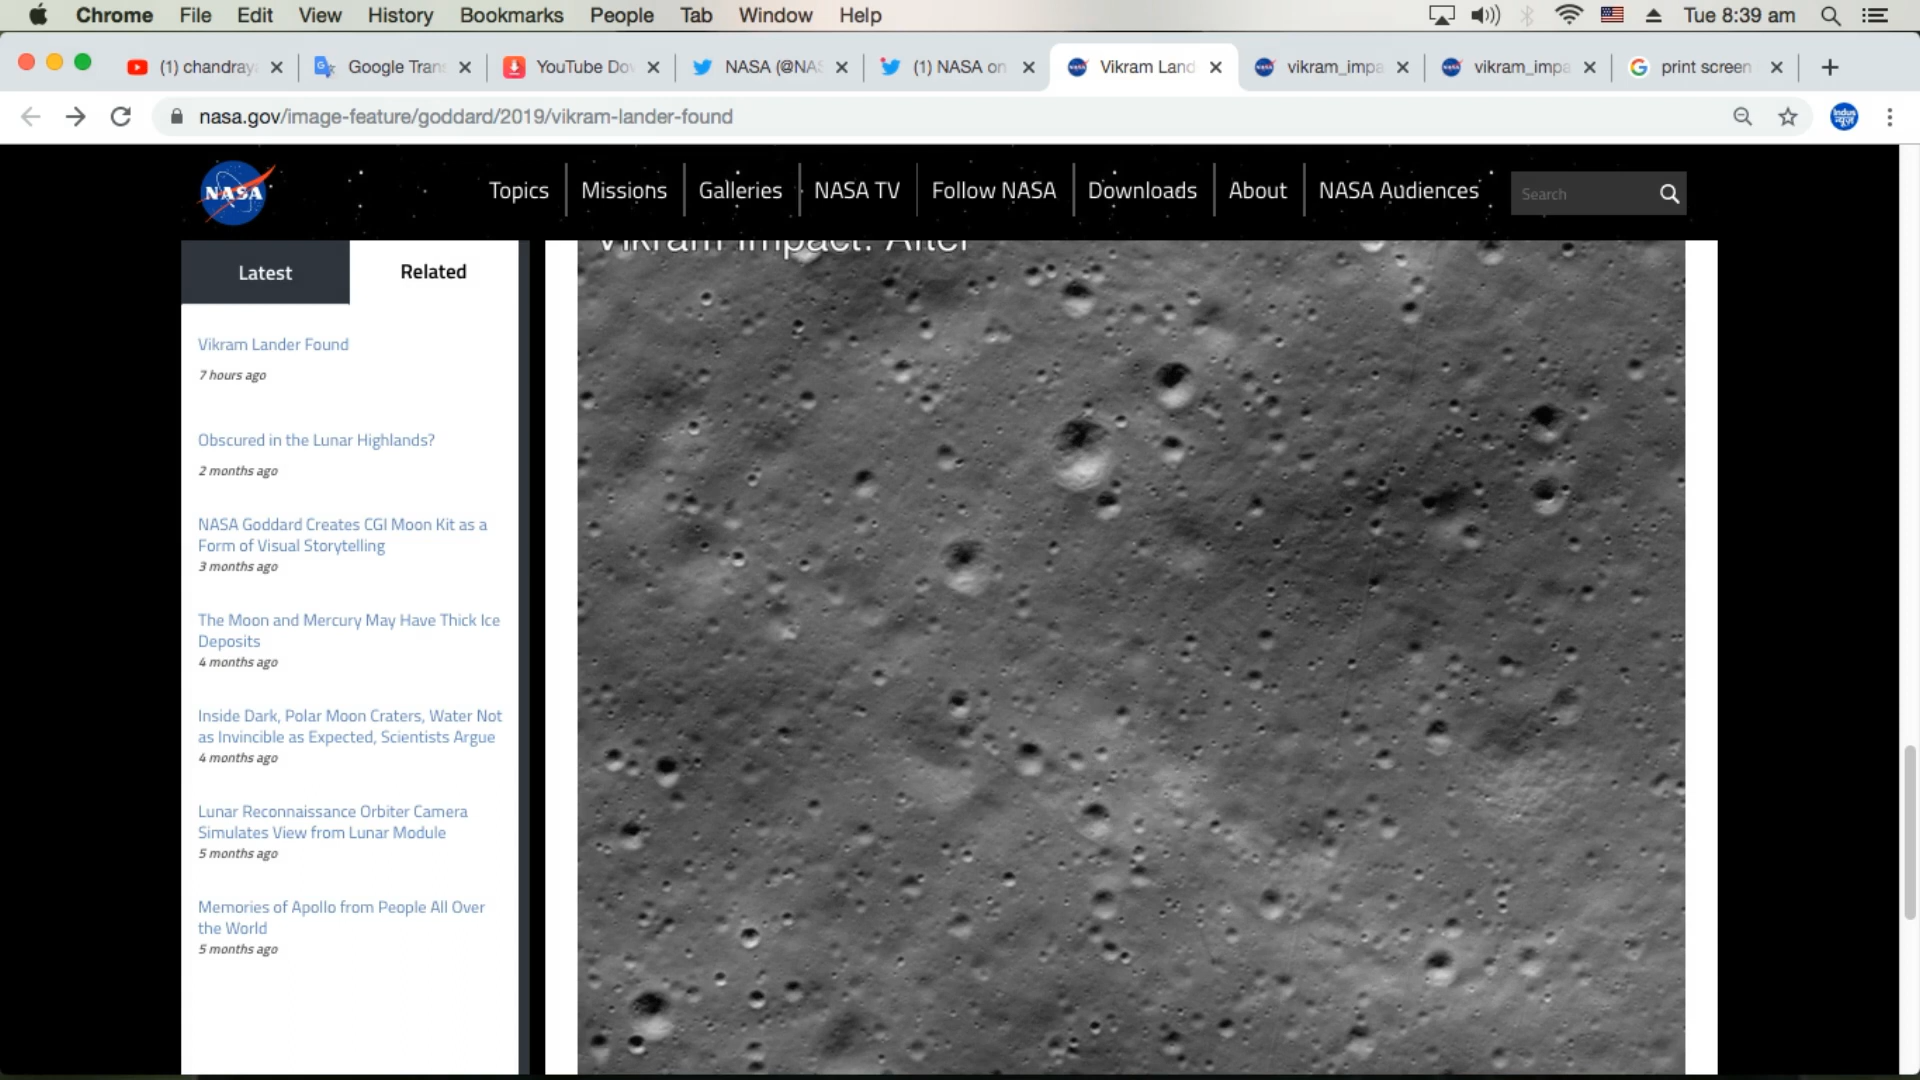 Chrome File Edit View History Bookmarks People Tab Window Help Tue 8:39 am
(1) chandray Google Tran YouTube Do NASA (@NAS (1) NASA on Vikram Land vikram_impa vikram_impa print screen
nasa.gov/image-feature/goddard/2019/vikram-lander-found
NASA Topics Missions Galleries NASA TV Follow NASA Downloads About NASA Audiences Search
Vikram Impact: After
Latest Related
Vikram Lander Found
7 hours ago
Obscured in the Lunar Highlands?
2 months ago
NASA Goddard Creates CGI Moon Kit as a
Form of Visual Storytelling
3 months ago
The Moon and Mercury May Have Thick Ice
Deposits
4 months ago
Inside Dark, Polar Moon Craters, Water Not
as Invincible as Expected, Scientists Argue
4 months ago
Lunar Reconnaissance Orbiter Camera
Simulates View from Lunar Module
5 months ago
Memories of Apollo from People All Over
the World
5 months ago